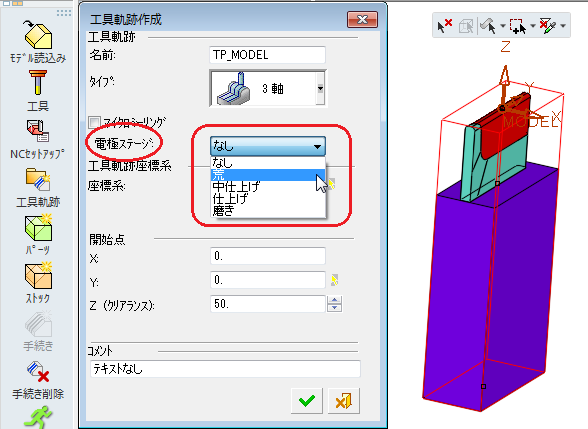 モデル読込み
工具
NCセットアップ
工具軌跡
パーツ
ストック
手続き
手続き削除
工具軌跡作成
工具軌跡
名前:
TP_MODEL
タイプ:
3 軸
マイクロミーリング
電極ステージ:
なし
なし
荒
中仕上げ
仕上げ
磨き
工具軌跡座標系
座標系:
開始点
X:
0.
Y:
0.
Z（クリアランス):
50.
コメント
テキストなし
Z
Y
X
MODEL